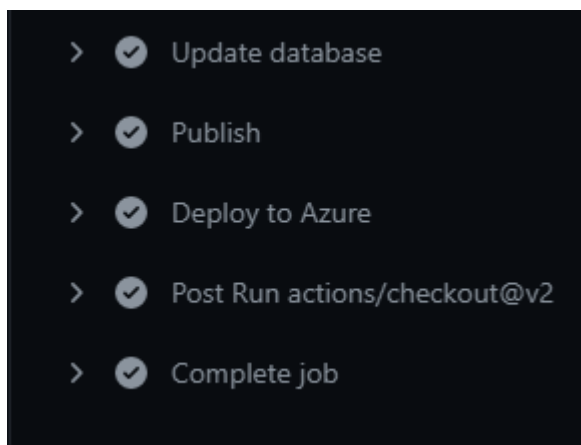 Update database
Publish
Deploy to Azure
Post Run actions/checkout@v2
Complete job